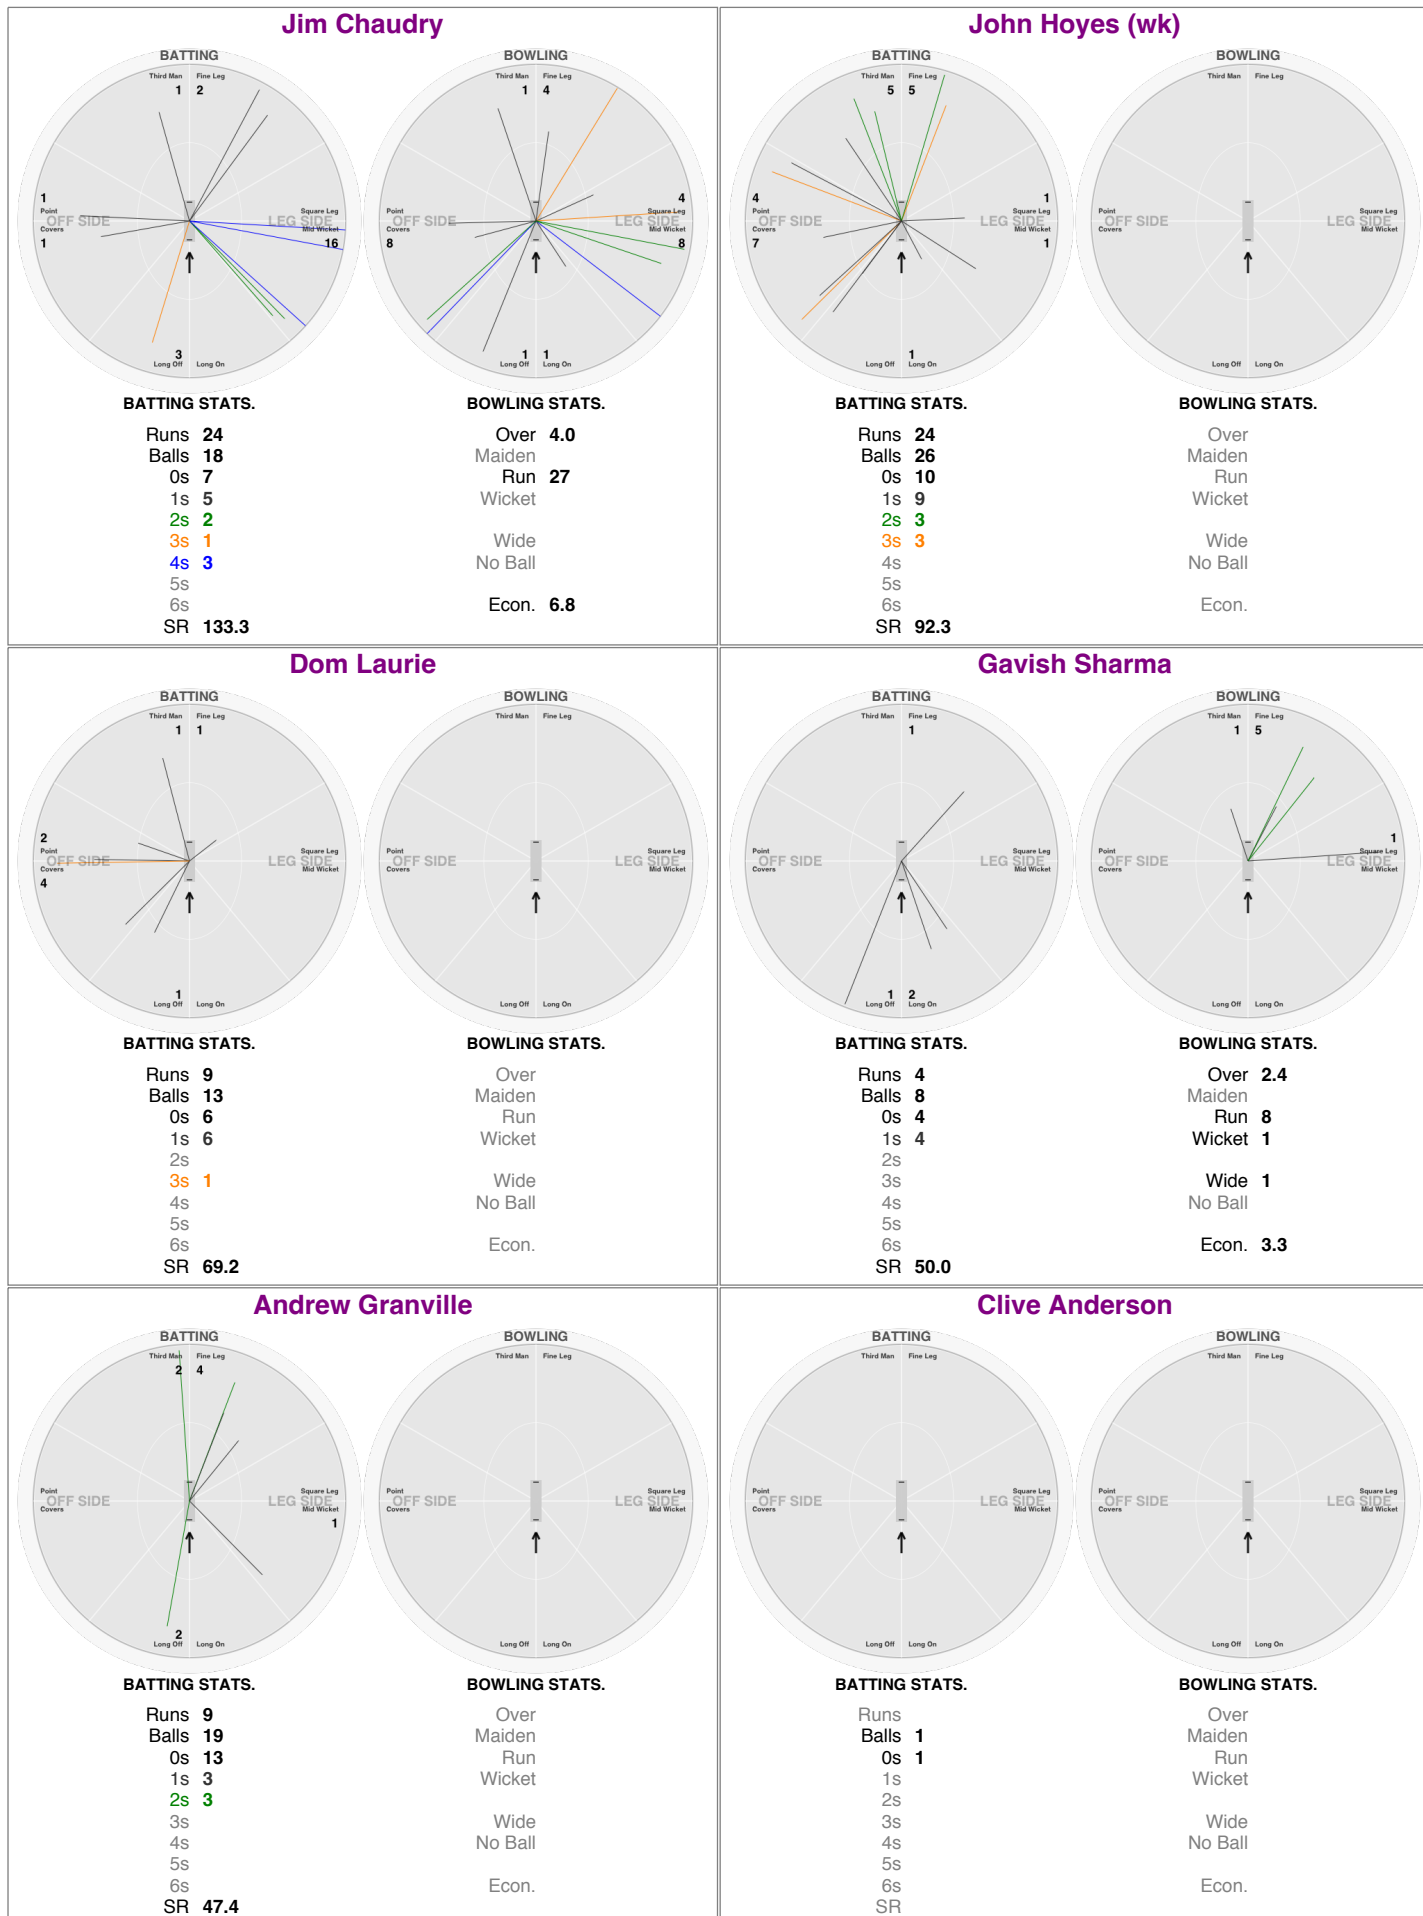 Jim Chaudry
BATTING
Third Man Fine Leg
1 2
1
Point
Covers
1
OFF SIDE
LEG SIDE
Square Leg
Mid Wicket
16
3
Long Off Long On
BOWLING
Third Man Fine Leg
1 4
Point
Covers
8
OFF SIDE
LEG SIDE
4
Square Leg
Mid Wicket
8
1 1
Long Off Long On
BATTING STATS.
Runs 24
Balls 18
0s 7
1s 5
2s 2
3s 1
4s 3
5s
6s
SR 133.3
BOWLING STATS.
Over 4.0
Maiden
Run 27
Wicket
Wide
No Ball
Econ. 6.8
John Hoyes (wk)
BATTING
Third Man Fine Leg
5 5
4
Point
Covers
7
OFF SIDE
LEG SIDE
1
Square Leg
Mid Wicket
1
1
Long Off Long On
BOWLING
Third Man Fine Leg
Point
Covers
OFF SIDE
LEG SIDE
Square Leg
Mid Wicket
Long Off Long On
BATTING STATS.
Runs 24
Balls 26
0s 10
1s 9
2s 3
3s 3
4s
5s
6s
SR 92.3
BOWLING STATS.
Over
Maiden
Run
Wicket
Wide
No Ball
Econ.
Dom Laurie
BATTING
Third Man Fine Leg
1 1
2
Point
Covers
4
OFF SIDE
LEG SIDE
Square Leg
Mid Wicket
1
Long Off Long On
BOWLING
Third Man Fine Leg
Point
Covers
OFF SIDE
LEG SIDE
Square Leg
Mid Wicket
Long Off Long On
BATTING STATS.
Runs 9
Balls 13
0s 6
1s 6
2s
3s 1
4s
5s
6s
SR 69.2
BOWLING STATS.
Over
Maiden
Run
Wicket
Wide
No Ball
Econ.
Gavish Sharma
BATTING
Third Man Fine Leg
1
Point
Covers
OFF SIDE
LEG SIDE
Square Leg
Mid Wicket
1 2
Long Off Long On
BOWLING
Third Man Fine Leg
1 5
Point
Covers
OFF SIDE
LEG SIDE
1
Square Leg
Mid Wicket
Long Off Long On
BATTING STATS.
Runs 4
Balls 8
0s 4
1s 4
2s
3s
4s
5s
6s
SR 50.0
BOWLING STATS.
Over 2.4
Maiden
Run 8
Wicket 1
Wide 1
No Ball
Econ. 3.3
Andrew Granville
BATTING
Third Man Fine Leg
2 4
Point
Covers
OFF SIDE
LEG SIDE
Square Leg
Mid Wicket
1
2
Long Off Long On
BOWLING
Third Man Fine Leg
Point
Covers
OFF SIDE
LEG SIDE
Square Leg
Mid Wicket
Long Off Long On
BATTING STATS.
Runs 9
Balls 19
0s 13
1s 3
2s 3
3s
4s
5s
6s
SR 47.4
BOWLING STATS.
Over
Maiden
Run
Wicket
Wide
No Ball
Econ.
Clive Anderson
BATTING
Third Man Fine Leg
Point
Covers
OFF SIDE
LEG SIDE
Square Leg
Mid Wicket
Long Off Long On
BOWLING
Third Man Fine Leg
Point
Covers
OFF SIDE
LEG SIDE
Square Leg
Mid Wicket
Long Off Long On
BATTING STATS.
Runs
Balls 1
0s 1
1s
2s
3s
4s
5s
6s
SR
BOWLING STATS.
Over
Maiden
Run
Wicket
Wide
No Ball
Econ.